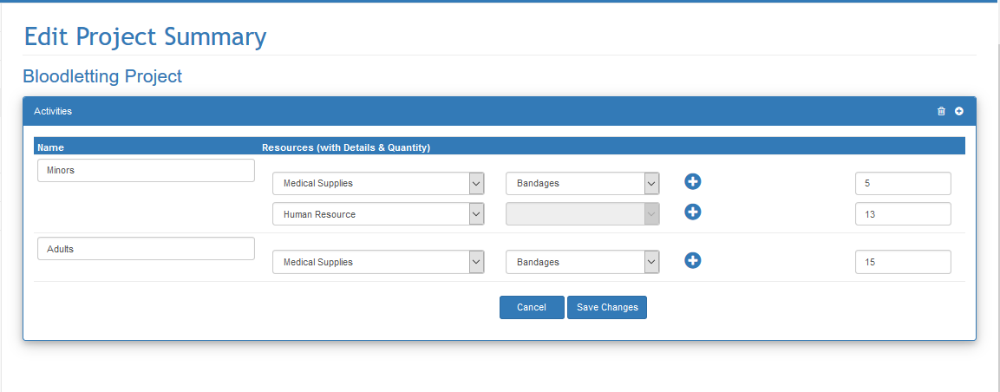 Edit Project Summary
Bloodletting Project
Activities
Name Resources (with Details & Quantity)
Minors
Medical Supplies Bandages 5
Human Resource 13
Adults
Medical Supplies Bandages 15
Cancel Save Changes